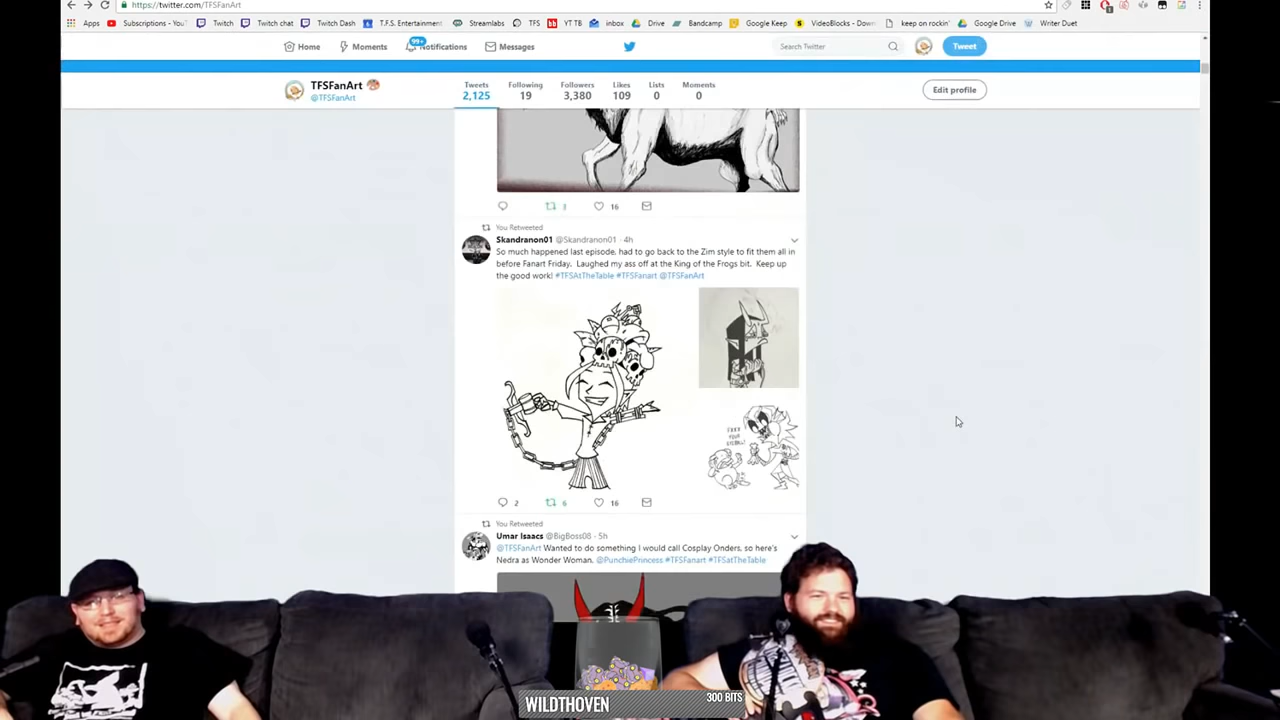 https://twitter.com/TFSFanArt
Apps Subscriptions - YouT Twitch Twitch chat Twitch Dash T.F.S. Entertainment Streamlabs TFS YT TB inbox Drive Bandcamp Google Keep VideoBlocks - Down keep on rockin' Google Drive Writer Duet
Home Moments 99+ Notifications Messages Search Twitter Tweet
TFSFanArt
@TFSFanArt
Tweets Following Followers Likes Lists Moments
2,125 19 3,380 109 0 0
Edit profile
3 16
You Retweeted
Skandranon01 @Skandranon01 · 4h
So much happened last episode, had to go back to the Zim style to fit them all in
before Fanart Friday. Laughed my ass off at the King of the Frogs bit. Keep up
the good work! #TFSAtTheTable #TFSFanart @TFSFanArt
2 6 16
You Retweeted
Umar Isaacs @BigBoss08 · 5h
@TFSFanArt Wanted to do something I would call Cosplay Onders, so here's
Nedra as Wonder Woman. @PunchiePrincess #TFSFanart #TFSatTheTable
WILDTHOVEN 300 BITS